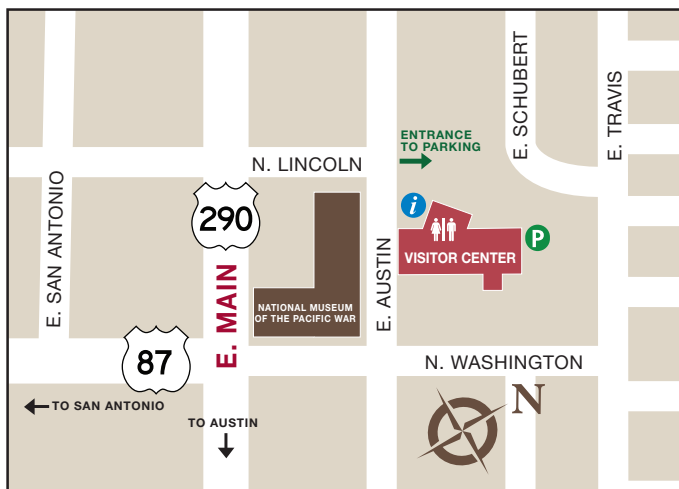 E. SCHUBERT
E. TRAVIS
ENTRANCE
TO PARKING
N. LINCOLN
290
i
P
VISITOR CENTER
E. SAN ANTONIO
E. MAIN
E. AUSTIN
NATIONAL MUSEUM
OF THE PACIFIC WAR
87
N. WASHINGTON
N
TO SAN ANTONIO
TO AUSTIN